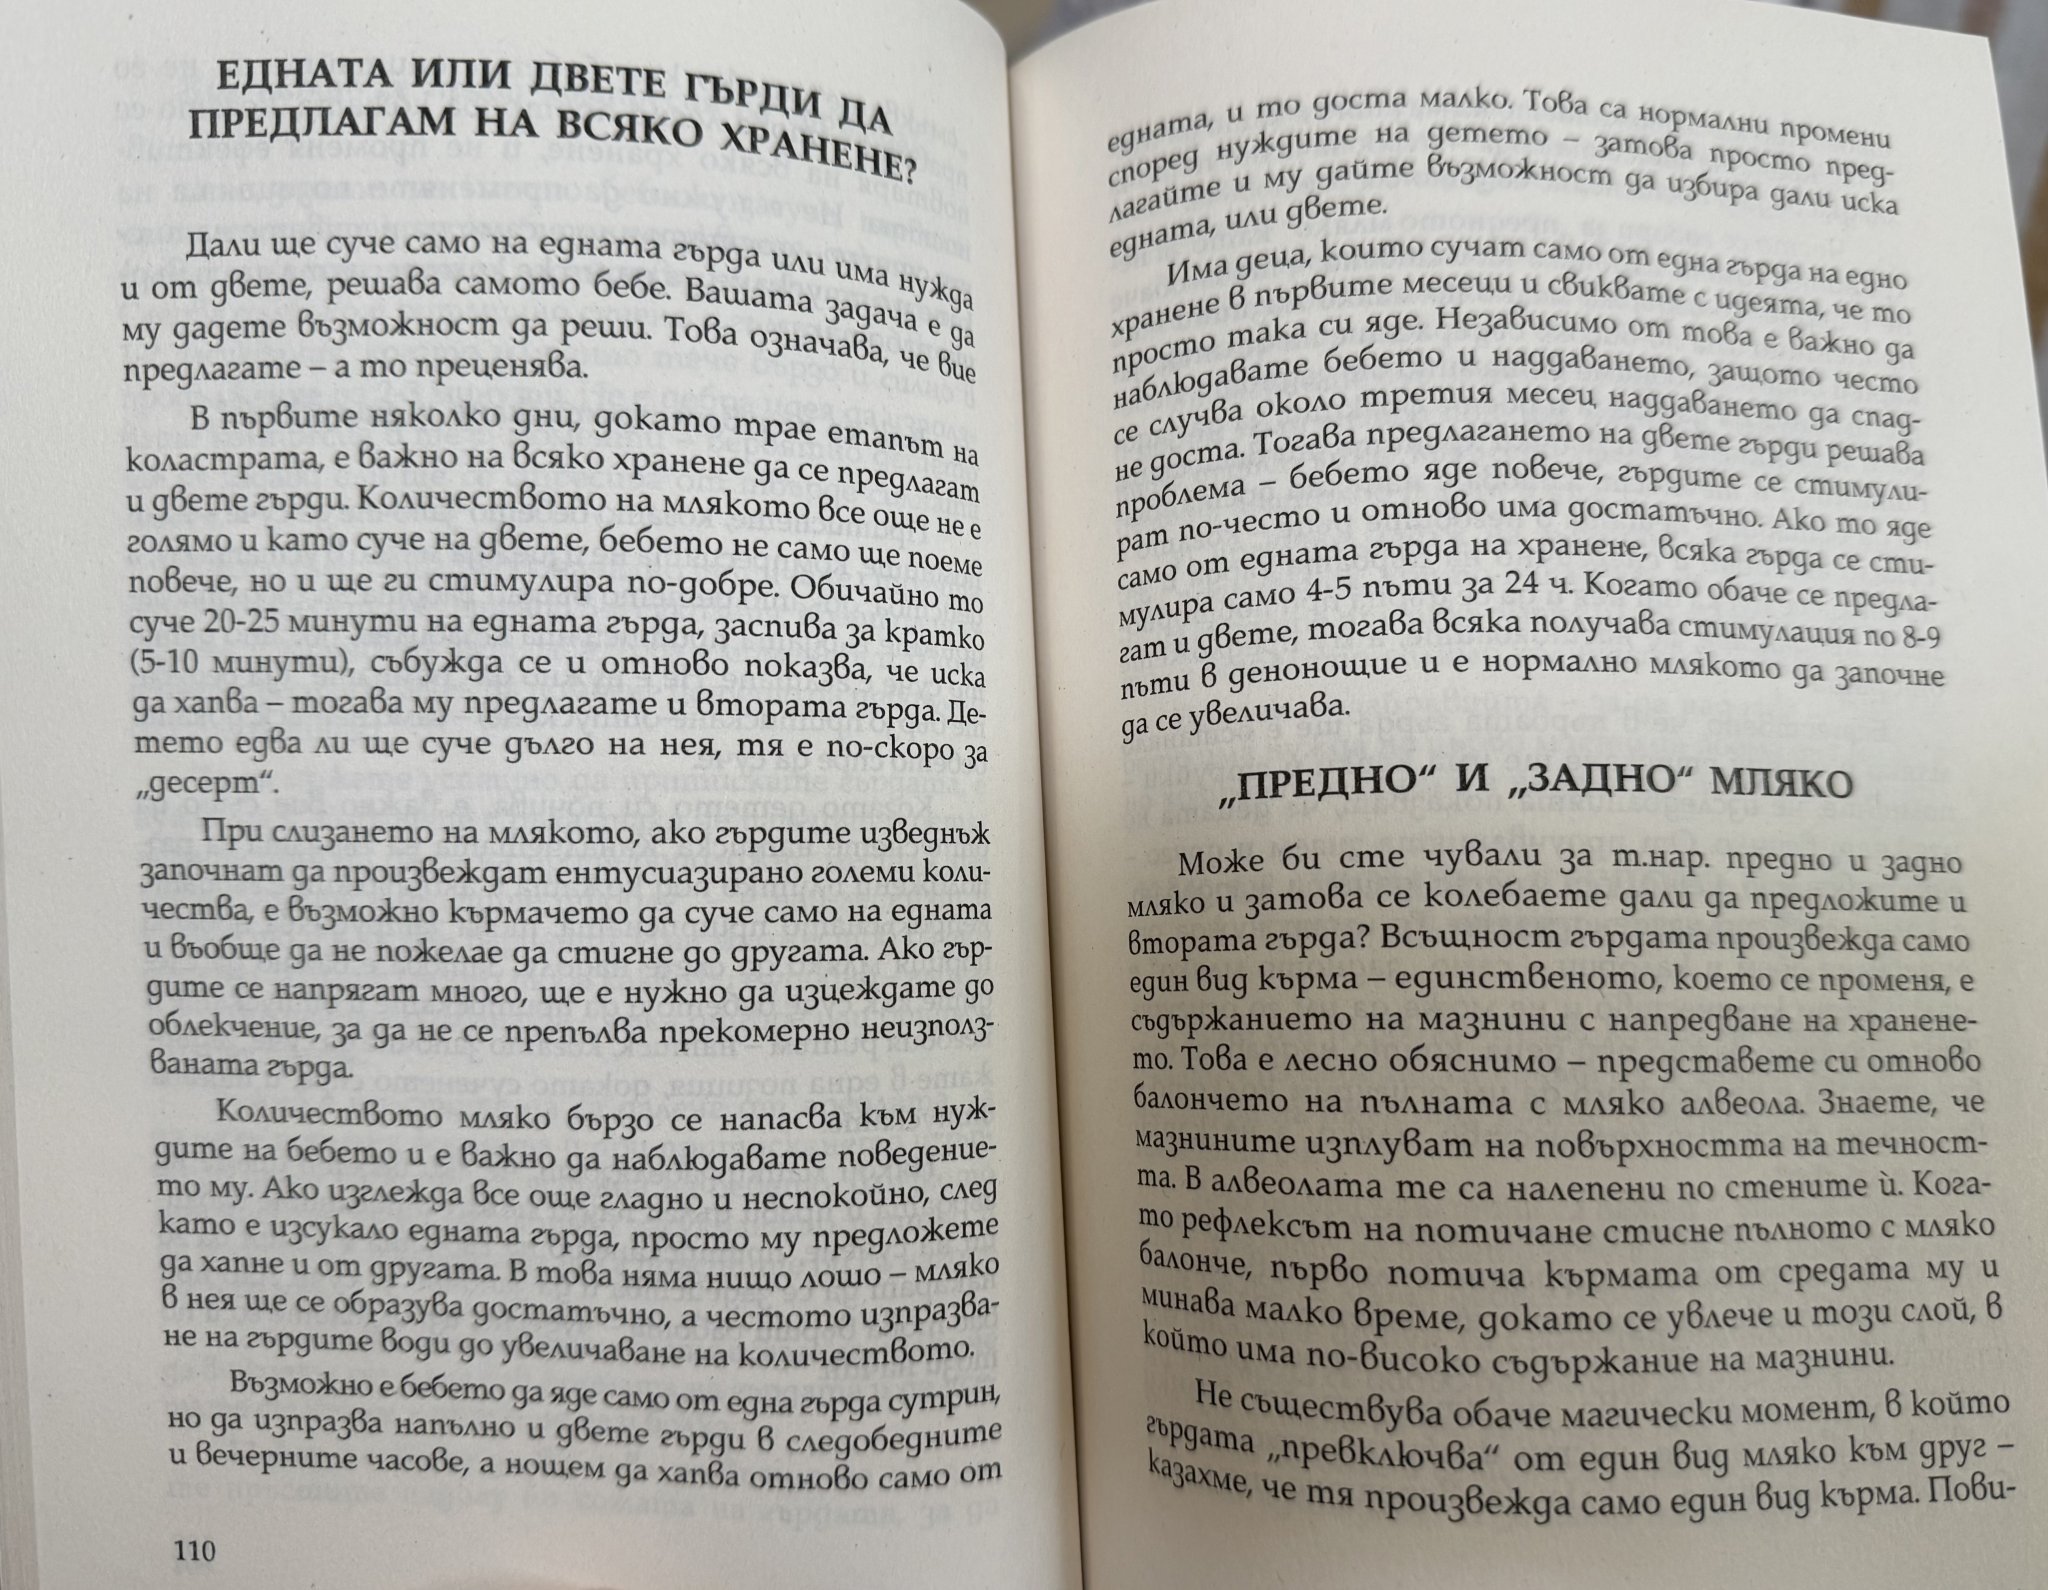 ЕДНАТА ИЛИ ДВЕТЕ ГЪРДИ ДА
ПРЕДЛАГАМ НА ВСЯКО ХРАНЕНЕ?
Дали ще суче само на едната гърда или има нужда
и от двете, решава самото бебе. Вашата задача е да
му дадете възможност да реши. Това означава, че вие
предлагате – а то преценява.
В първите няколко дни, докато трае етапът на
коластрата, е важно на всяко хранене да се предлагат
и двете гърди. Количеството на млякото все още не е
голямо и като суче на двете, бебето не само ще поеме
повече, но и ще ги стимулира по-добре. Обичайно то
суче 20-25 минути на едната гърда, заспива за кратко
(5-10 минути), събужда се и отново показва, че иска
да хапва – тогава му предлагате и втората гърда. Де-
тето едва ли ще суче дълго на нея, тя е по-скоро за
„десерт“.
При слизането на млякото, ако гърдите изведнъж
започнат да произвеждат ентусиазирано големи коли-
чества, е възможно кърмачето да суче само на едната
и въобще да не пожелае да стигне до другата. Ако гър-
дите се напрягат много, ще е нужно да изцеждате до
облекчение, за да не се препълва прекомерно неизполз-
ваната гърда.
Количеството мляко бързо се напасва към нуж-
дите на бебето и е важно да наблюдавате поведение-
то му. Ако изглежда все още гладно и неспокойно, след
като е изсукало едната гърда, просто му предложете
да хапне и от другата. В това няма нищо лошо – мляко
в нея ще се образува достатъчно, а честото изпразва-
не на гърдите води до увеличаване на количеството.
Възможно е бебето да яде само от една гърда сутрин,
но да изпразва напълно и двете гърди в следобедните
и вечерните часове, а нощем да хапва отново само от
110
едната, и то доста малко. Това са нормални промени
според нуждите на детето – затова просто пред-
лагайте и му дайте възможност да избира дали иска
едната, или двете.
Има деца, които сучат само от една гърда на едно
хранене в първите месеци и свикват с идеята, че то
просто така си яде. Независимо от това е важно да
наблюдавате бебето и наддаването, защото често
се случва около третия месец наддаването да спад-
не доста. Тогава предлагането на двете гърди решава
проблема – бебето яде повече, гърдите се стимули-
рат по-често и отново има достатъчно. Ако то яде
само от едната гърда на хранене, всяка гърда се сти-
мулира само 4-5 пъти за 24 ч. Когато обаче се предла-
гат и двете, тогава всяка получава стимулация по 8-9
пъти в денонощие и е нормално млякото да започне
да се увеличава.
„ПРЕДНО“ И „ЗАДНО“ МЛЯКО
Може би сте чували за т.нар. предно и задно
мляко и затова се колебаете дали да предложите и
втората гърда? Всъщност гърдата произвежда само
един вид кърма – единственото, което се променя, е
съдържанието на мазнини с напредване на хранене-
то. Това е лесно обяснимо – представете си отново
балончето на пълната с мляко алвеола. Знаете, че
мазнините изплуват на повърхността на течност-
та. В алвеолата те са налепени по стените ѝ. Кога-
то рефлексът на потичане стисне пълното с мляко
балонче, първо потича кърмата от средата му и
минава малко време, докато се увлече и този слой, в
който има по-високо съдържание на мазнини.
Не съществува обаче магически момент, в който
гърдата „превключва“ от един вид мляко към друг –
казахме, че тя произвежда само един вид кърма. Пови-